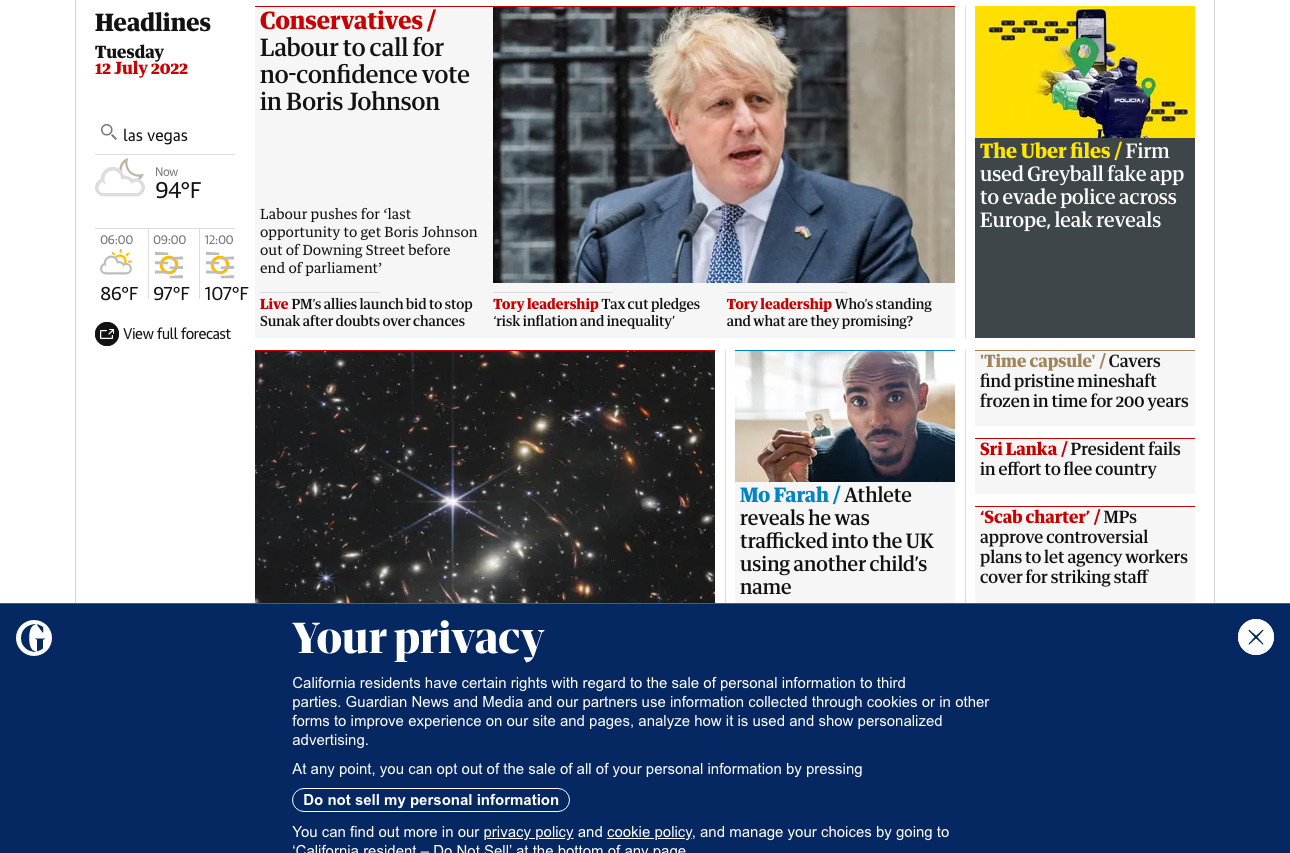 Headlines
Tuesday
12 July 2022
las vegas
Now
94°F
06:00
09:00
12:00
86°F
97°F
107°F
View full forecast
Conservatives /
Labour to call for
no-confidence vote
in Boris Johnson
Labour pushes for ‘last
opportunity to get Boris Johnson
out of Downing Street before
end of parliament’
Live PM’s allies launch bid to stop
Sunak after doubts over chances
Tory leadership Tax cut pledges
‘risk inflation and inequality’
Tory leadership Who’s standing
and what are they promising?
POLICIA
The Uber files / Firm
used Greyball fake app
to evade police across
Europe, leak reveals
Mo Farah / Athlete
reveals he was
trafficked into the UK
using another child’s
name
'Time capsule' / Cavers
find pristine mineshaft
frozen in time for 200 years
Sri Lanka / President fails
in effort to flee country
‘Scab charter’ / MPs
approve controversial
plans to let agency workers
cover for striking staff
G
Your privacy
California residents have certain rights with regard to the sale of personal information to third
parties. Guardian News and Media and our partners use information collected through cookies or in other
forms to improve experience on our site and pages, analyze how it is used and show personalized
advertising.
At any point, you can opt out of the sale of all of your personal information by pressing
Do not sell my personal information
You can find out more in our privacy policy and cookie policy, and manage your choices by going to
‘California resident – Do Not Sell’ at the bottom of any page.